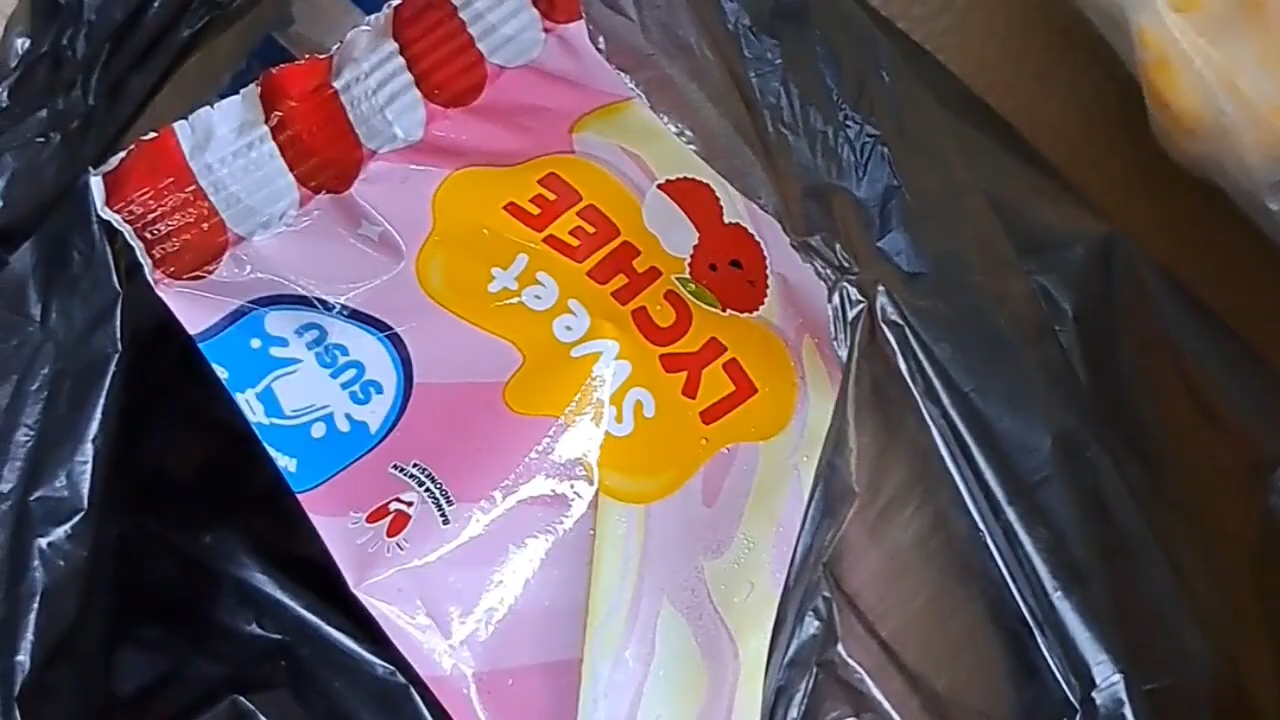 Sweet
LYCHEE
SUSU
BANGGA BUATAN
INDONESIA